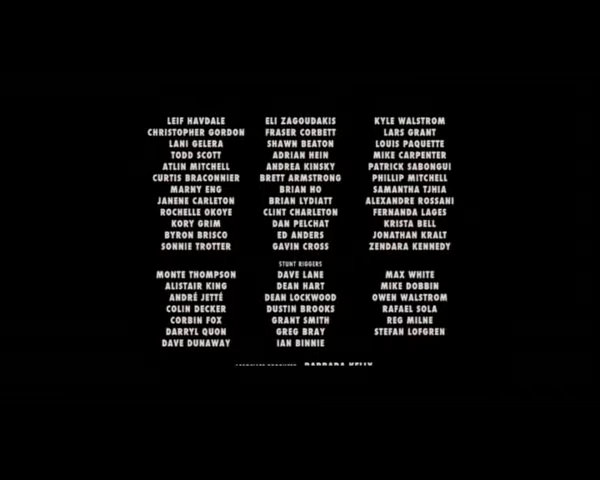 LEIF HAVDALE ELI ZAGOUDAKIS KYLE WALSTROM
CHRISTOPHER GORDON FRASER CORBETT LARS GRANT
LANI GELERA SHAWN BEATON LOUIS PAQUETTE
TODD SCOTT ADRIAN HEIN MIKE CARPENTER
ATLIN MITCHELL ANDREA KINSKY PATRICK SABONGUI
CURTIS BRACONNIER BRETT ARMSTRONG PHILLIP MITCHELL
MARNY ENG BRIAN HO SAMANTHA TJHIA
JANENE CARLETON BRIAN LYDIATT ALEXANDRE ROSSANI
ROCHELLE OKOYE CLINT CHARLETON FERNANDA LAGES
KORY GRIM DAN PELCHAT KRISTA BELL
BYRON BRISCO ED ANDERS JONATHAN KRALT
SONNIE TROTTER GAVIN CROSS ZENDARA KENNEDY
STUNT RIGGERS
MONTE THOMPSON DAVE LANE MAX WHITE
ALISTAIR KING DEAN HART MIKE DOBBIN
ANDRÉ JETTÉ DEAN LOCKWOOD OWEN WALSTROM
COLIN DECKER DUSTIN BROOKS RAFAEL SOLA
CORBIN FOX GRANT SMITH REG MILNE
DARRYL QUON GREG BRAY STEFAN LOFGREN
DAVE DUNAWAY IAN BINNIE
BARBARA KELLY